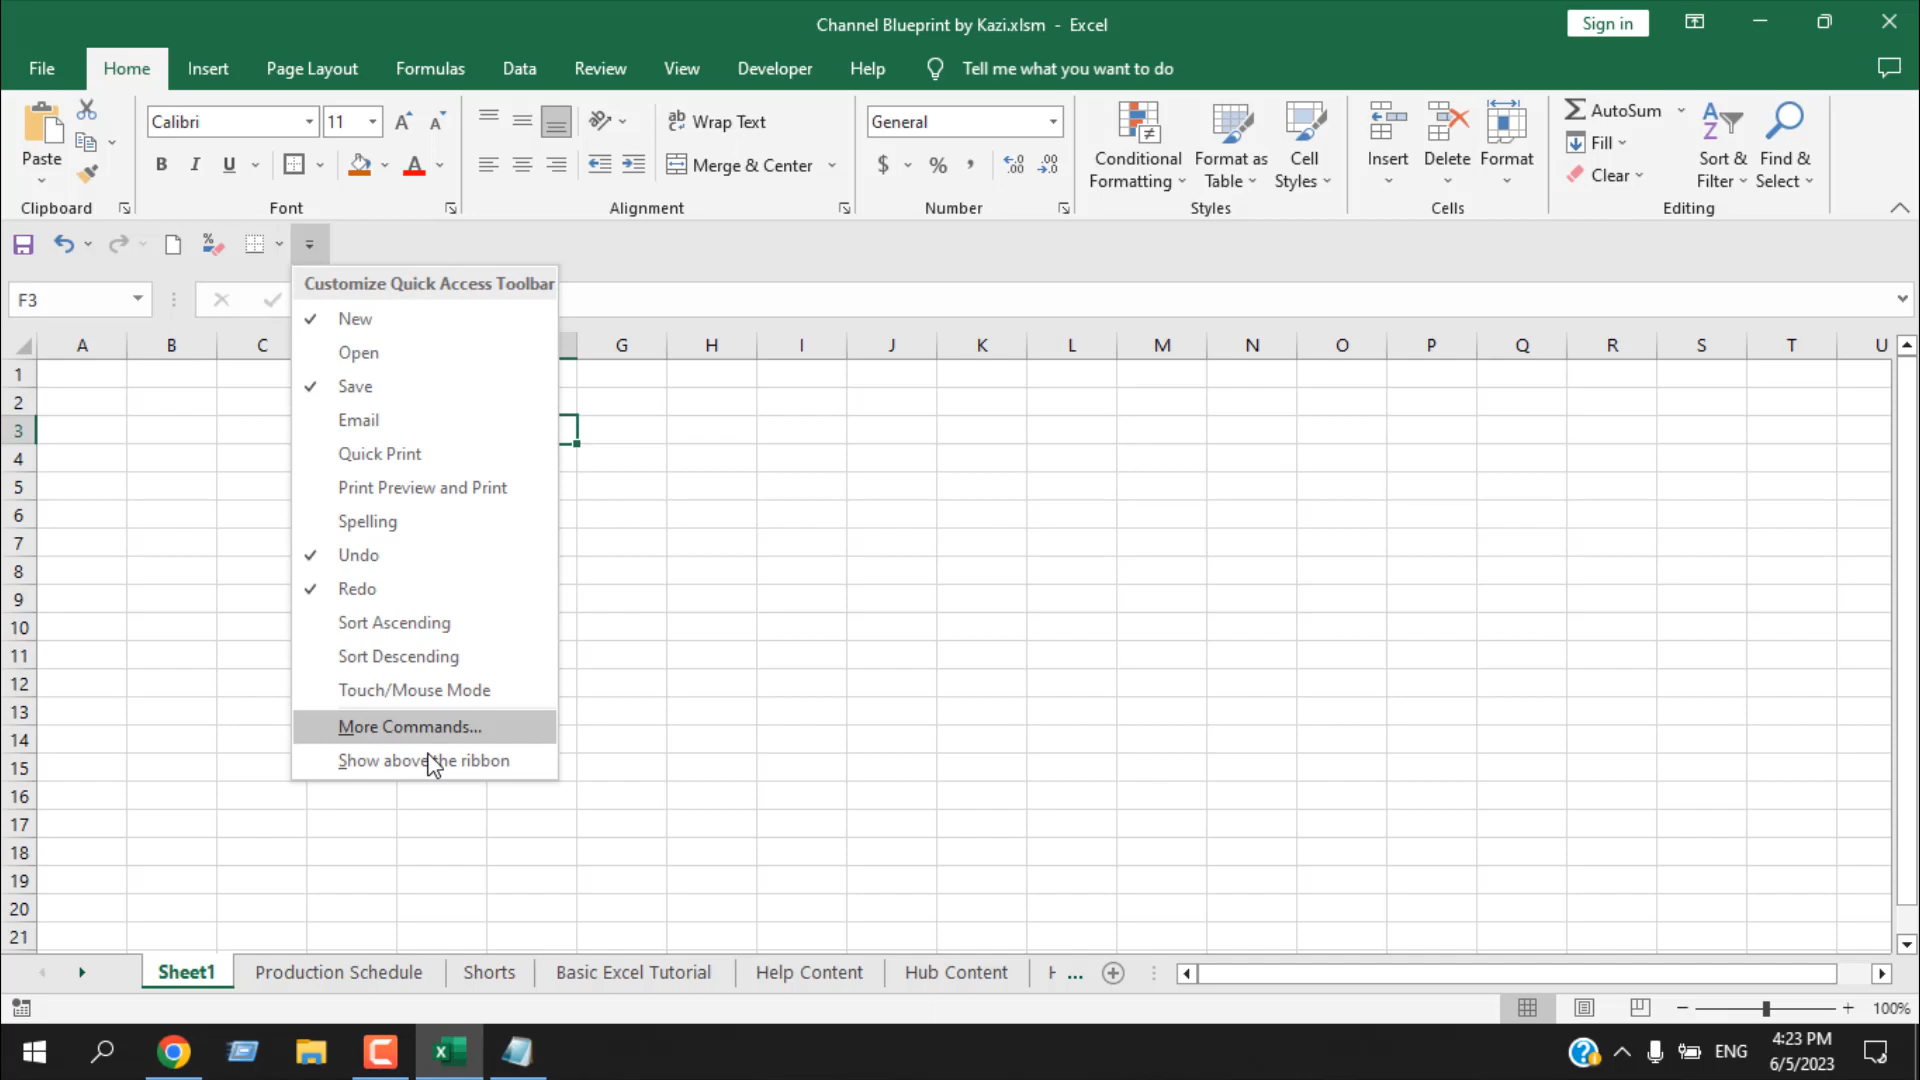 Channel Blueprint by Kazi.xlsm - Excel
Sign in
File Home Insert Page Layout Formulas Data Review View Developer Help Tell me what you want to do
Paste
Calibri 11
B I U
ab Wrap Text
Merge & Center
General
$ % ,
Conditional Formatting
Format as Table
Cell Styles
Insert Delete Format
AutoSum
Fill
Clear
Sort & Filter
Find & Select
Clipboard Font Alignment Number Styles Cells Editing
Customize Quick Access Toolbar
F3
New
Open
Save
Email
Quick Print
Print Preview and Print
Spelling
Undo
Redo
Sort Ascending
Sort Descending
Touch/Mouse Mode
More Commands...
Show above the ribbon
A B C G H I J K L M N O P Q R S T U
1
2
3
4
5
6
7
8
9
10
11
12
13
14
15
16
17
18
19
20
21
Sheet1 Production Schedule Shorts Basic Excel Tutorial Help Content Hub Content ...
100%
ENG
4:23 PM
6/5/2023